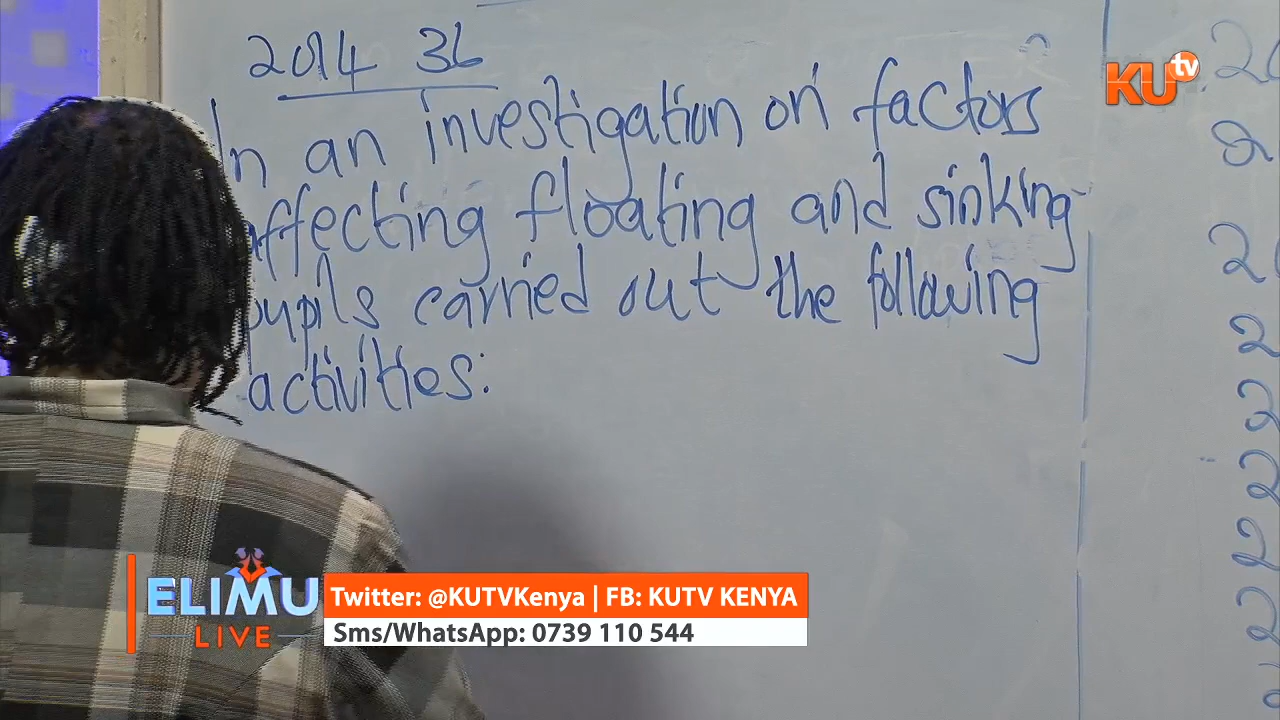 2014 36
In an investigation on factors
affecting floating and sinking
pupils carried out the following
activities:
KU tv
ELIMU
LIVE
Twitter: @KUTVKenya | FB: KUTV KENYA
Sms/WhatsApp: 0739 110 544